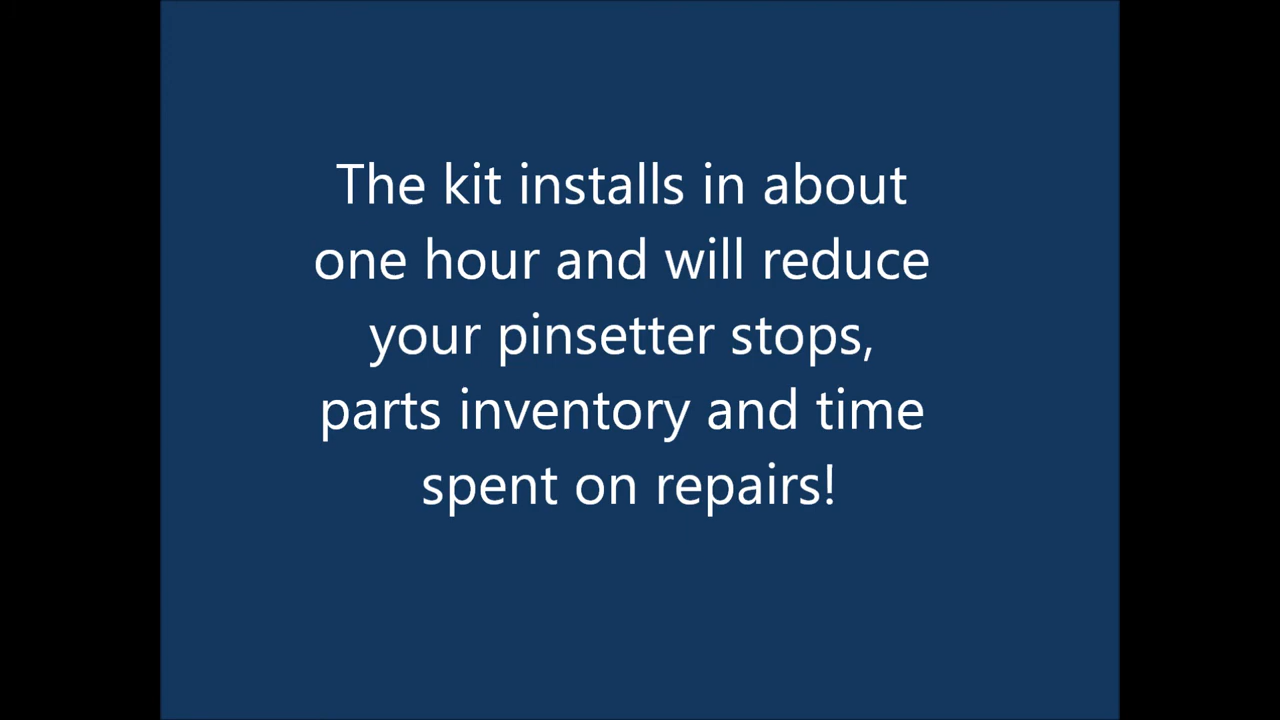 The kit installs in about
one hour and will reduce
your pinsetter stops,
parts inventory and time
spent on repairs!